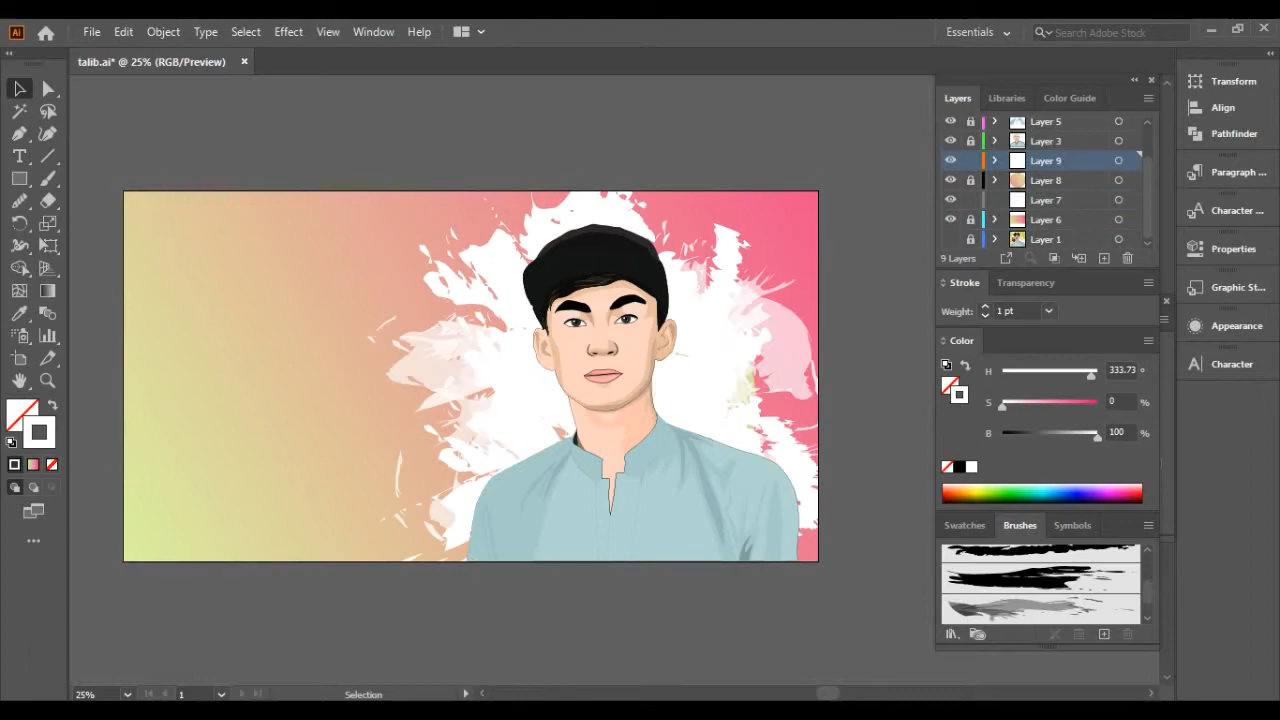 Ai File Edit Object Type Select Effect View Window Help Essentials Search Adobe Stock
talib.ai* @ 25% (RGB/Preview)
Layers Libraries Color Guide
Layer 5
Layer 3
Layer 9
Layer 8
Layer 7
Layer 6
Layer 1
9 Layers
Stroke Transparency
Weight: 1 pt
Color
H 333.73 °
S 0 %
B 100 %
Swatches Brushes Symbols
Transform
Align
Pathfinder
Paragraph ...
Character ...
Properties
Graphic St...
Appearance
Character
25% 1 Selection